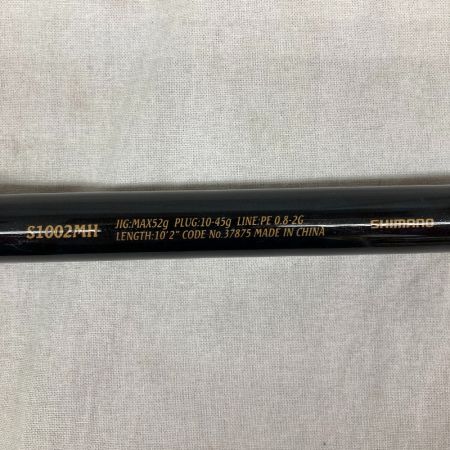 S1002MH
JIG:MAX52g PLUG:10-45g LINE:PE 0.8-2G
LENGTH:10'2" CODE No.37875 MADE IN CHINA
SHIMANO